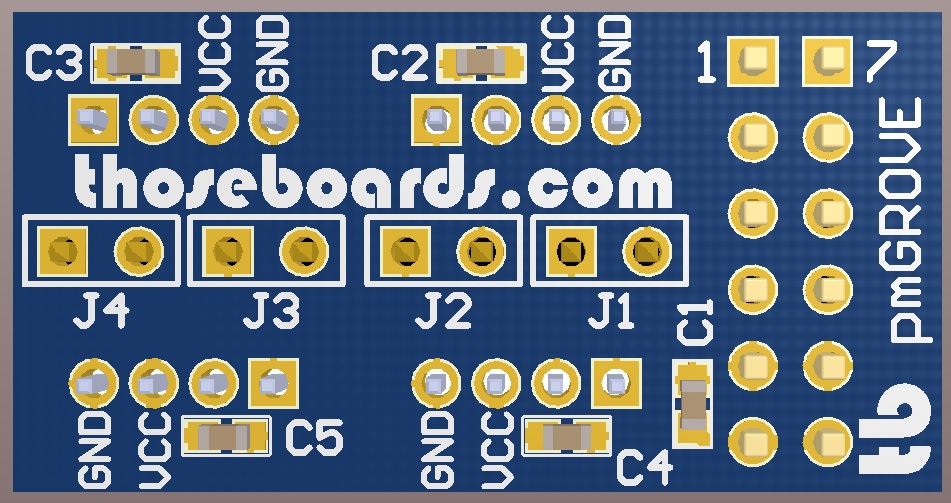 C3 VCC GND C2 VCC GND 1 7
thoseboards.com
pmGROVE
J4 J3 J2 J1
C1
GND VCC C5 GND VCC C4
tb